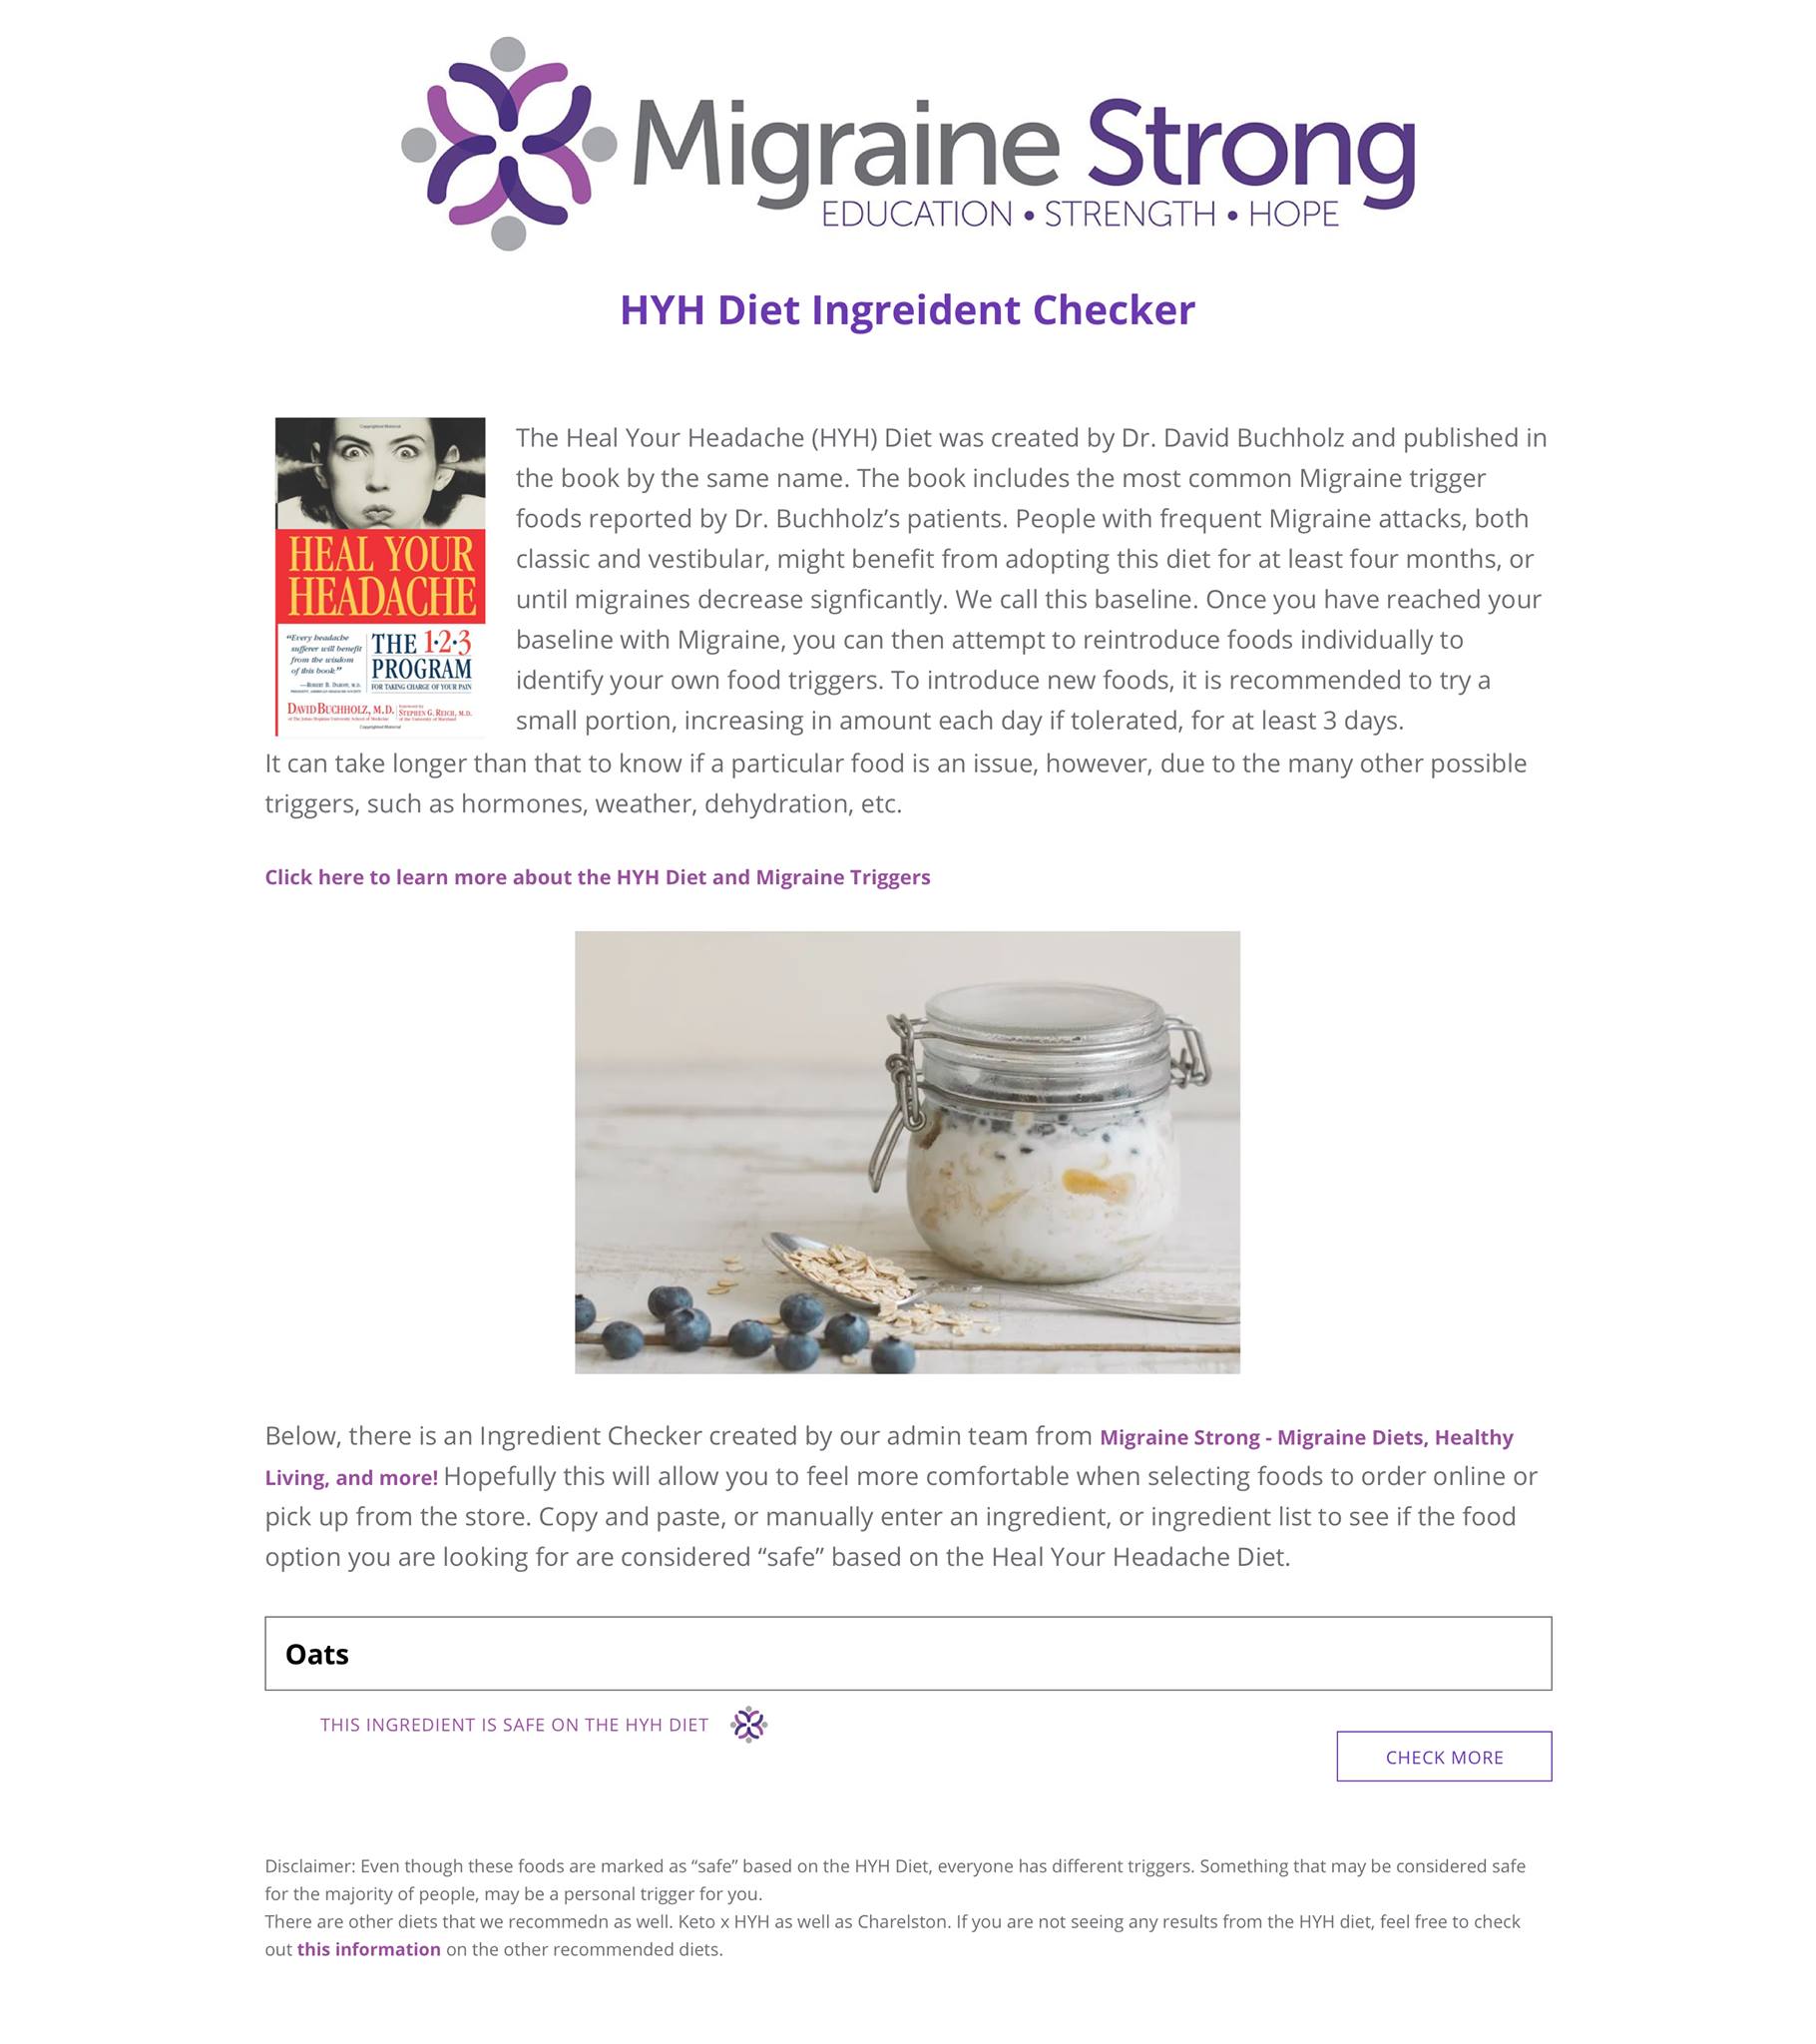 Migraine Strong
EDUCATION • STRENGTH • HOPE
HYH Diet Ingreident Checker
Copyrighted Material
HEAL YOUR
HEADACHE
“Every headache
sufferer will benefit
from the wisdom
of this book.”
THE 1·2·3
PROGRAM
FOR TAKING CHARGE OF YOUR PAIN
DAVID BUCHHOLZ, M.D.
STEPHEN G. REICH, M.D.
Copyrighted Material
The Heal Your Headache (HYH) Diet was created by Dr. David Buchholz and published in
the book by the same name. The book includes the most common Migraine trigger
foods reported by Dr. Buchholz’s patients. People with frequent Migraine attacks, both
classic and vestibular, might benefit from adopting this diet for at least four months, or
until migraines decrease signficantly. We call this baseline. Once you have reached your
baseline with Migraine, you can then attempt to reintroduce foods individually to
identify your own food triggers. To introduce new foods, it is recommended to try a
small portion, increasing in amount each day if tolerated, for at least 3 days.
It can take longer than that to know if a particular food is an issue, however, due to the many other possible
triggers, such as hormones, weather, dehydration, etc.
Click here to learn more about the HYH Diet and Migraine Triggers
Below, there is an Ingredient Checker created by our admin team from Migraine Strong - Migraine Diets, Healthy
Living, and more! Hopefully this will allow you to feel more comfortable when selecting foods to order online or
pick up from the store. Copy and paste, or manually enter an ingredient, or ingredient list to see if the food
option you are looking for are considered “safe” based on the Heal Your Headache Diet.
Oats
THIS INGREDIENT IS SAFE ON THE HYH DIET
CHECK MORE
Disclaimer: Even though these foods are marked as “safe” based on the HYH Diet, everyone has different triggers. Something that may be considered safe
for the majority of people, may be a personal trigger for you.
There are other diets that we recommedn as well. Keto x HYH as well as Charelston. If you are not seeing any results from the HYH diet, feel free to check
out this information on the other recommended diets.